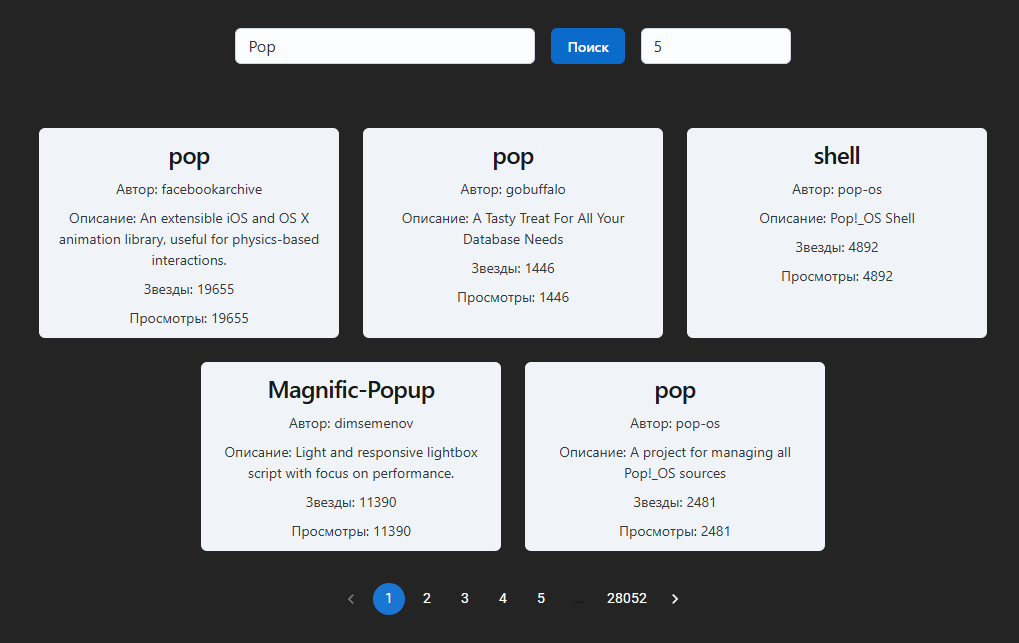 Pop
Поиск
5
pop
Автор: facebookarchive
Описание: An extensible iOS and OS X
animation library, useful for physics-based
interactions.
Звезды: 19655
Просмотры: 19655
pop
Автор: gobuffalo
Описание: A Tasty Treat For All Your
Database Needs
Звезды: 1446
Просмотры: 1446
shell
Автор: pop-os
Описание: Pop!_OS Shell
Звезды: 4892
Просмотры: 4892
Magnific-Popup
Автор: dimsemenov
Описание: Light and responsive lightbox
script with focus on performance.
Звезды: 11390
Просмотры: 11390
pop
Автор: pop-os
Описание: A project for managing all
Pop!_OS sources
Звезды: 2481
Просмотры: 2481
‹ 1 2 3 4 5 ... 28052 ›